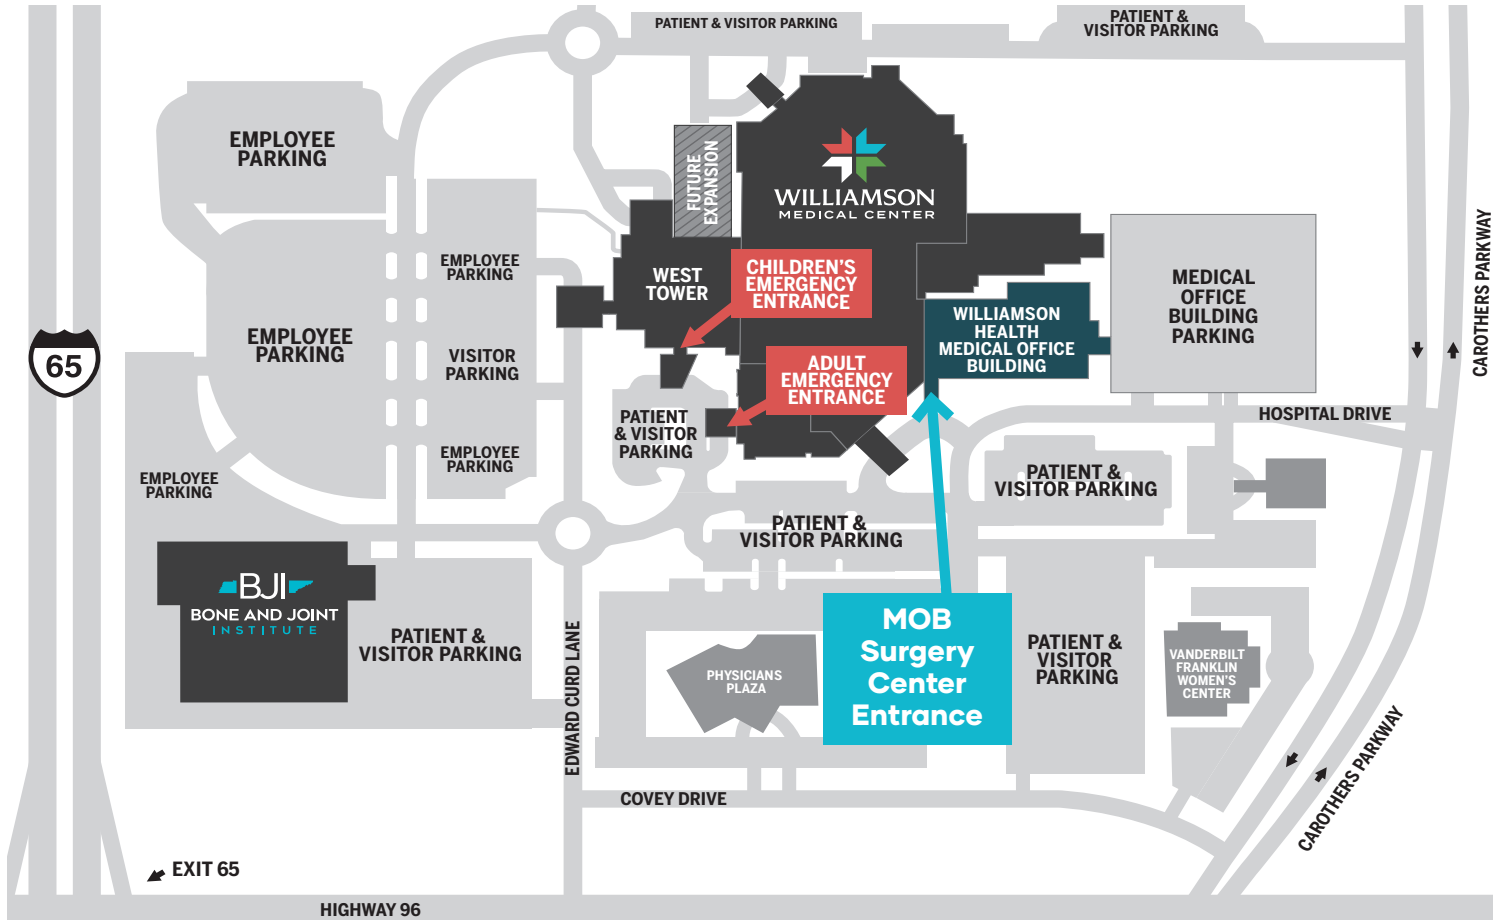 PATIENT & VISITOR PARKING
PATIENT &
VISITOR PARKING
EMPLOYEE
PARKING
FUTURE
EXPANSION
WILLIAMSON
MEDICAL CENTER
CAROTHERS PARKWAY
EMPLOYEE
PARKING
WEST
TOWER
CHILDREN'S
EMERGENCY
ENTRANCE
MEDICAL
OFFICE
BUILDING
PARKING
WILLIAMSON
HEALTH
MEDICAL OFFICE
BUILDING
EMPLOYEE
PARKING
65
VISITOR
PARKING
ADULT
EMERGENCY
ENTRANCE
HOSPITAL DRIVE
PATIENT
& VISITOR
PARKING
EMPLOYEE
PARKING
EMPLOYEE
PARKING
PATIENT &
VISITOR PARKING
PATIENT &
VISITOR PARKING
BJI
BONE AND JOINT
INSTITUTE
PATIENT &
VISITOR PARKING
EDWARD CURD LANE
PHYSICIANS
PLAZA
MOB
Surgery
Center
Entrance
PATIENT &
VISITOR
PARKING
VANDERBILT
FRANKLIN
WOMEN'S
CENTER
COVEY DRIVE
CAROTHERS PARKWAY
EXIT 65
HIGHWAY 96